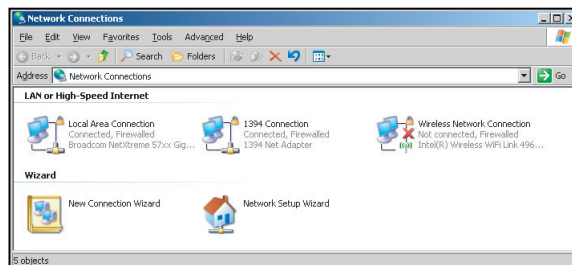 Network Connections
File Edit View Favorites Tools Advanced Help
Back Search Folders
Address Network Connections Go
LAN or High-Speed Internet
Local Area Connection
Connected, Firewalled
Broadcom NetXtreme 57xx Gig...
1394 Connection
Connected, Firewalled
1394 Net Adapter
Wireless Network Connection
Not connected, Firewalled
Intel(R) Wireless WiFi Link 496...
Wizard
New Connection Wizard
Network Setup Wizard
5 objects